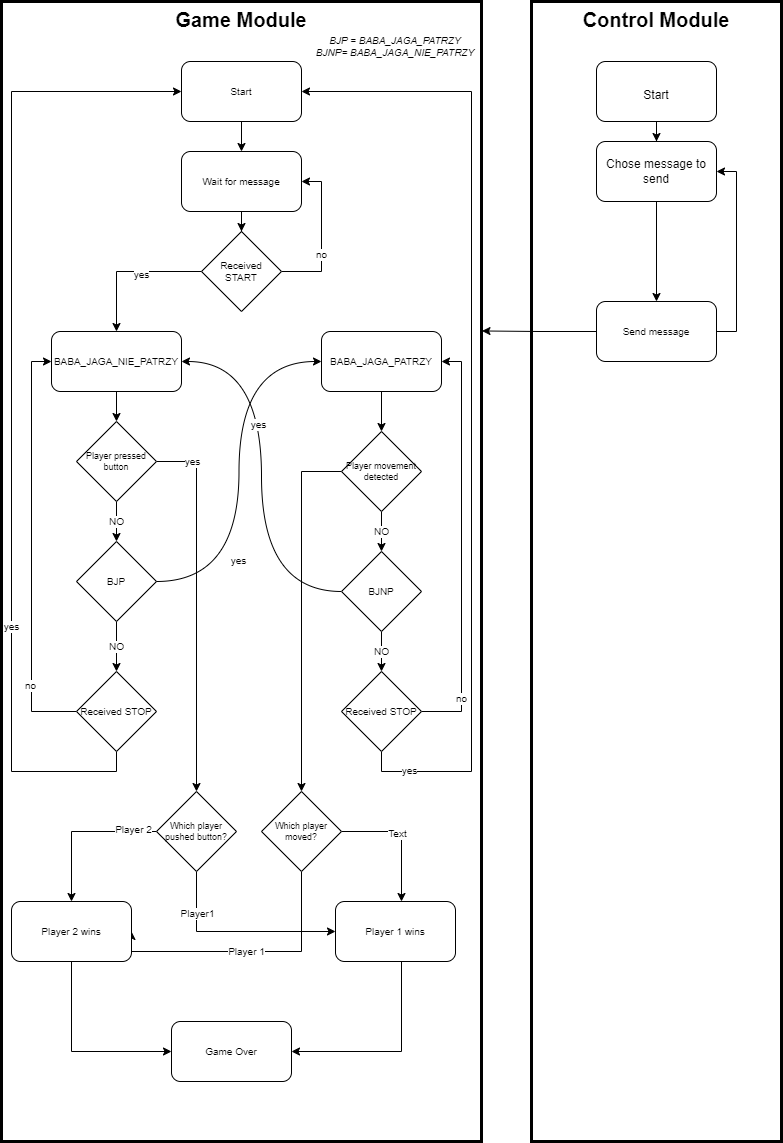 Game Module
BJP = BABA_JAGA_PATRZY
BJNP= BABA_JAGA_NIE_PATRZY
Start
Wait for message
no
Received
START
yes
BABA_JAGA_NIE_PATRZY
BABA_JAGA_PATRZY
yes
Player pressed
button
yes
Player movement
detected
NO
NO
yes
BJP
BJNP
yes
NO
NO
no
Received STOP
Received STOP
no
yes
Player 2
Which player
pushed button?
Which player
moved?
Text
Player1
Player 2 wins
Player 1 wins
Player 1
Game Over
Control Module
Start
Chose message to
send
Send message